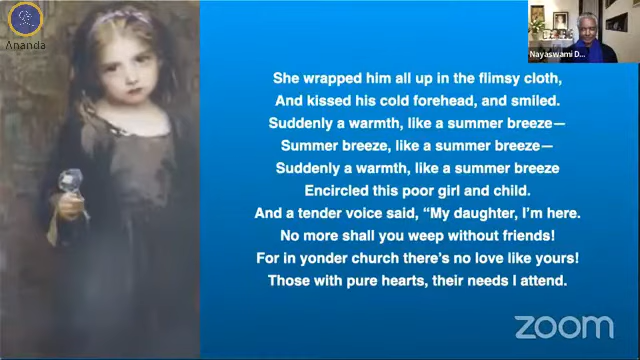 Ananda
Nayaswami D...
She wrapped him all up in the flimsy cloth,
And kissed his cold forehead, and smiled.
Suddenly a warmth, like a summer breeze—
Summer breeze, like a summer breeze—
Suddenly a warmth, like a summer breeze
Encircled this poor girl and child.
And a tender voice said, “My daughter, I’m here.
No more shall you weep without friends!
For in yonder church there’s no love like yours!
Those with pure hearts, their needs I attend.
zoom